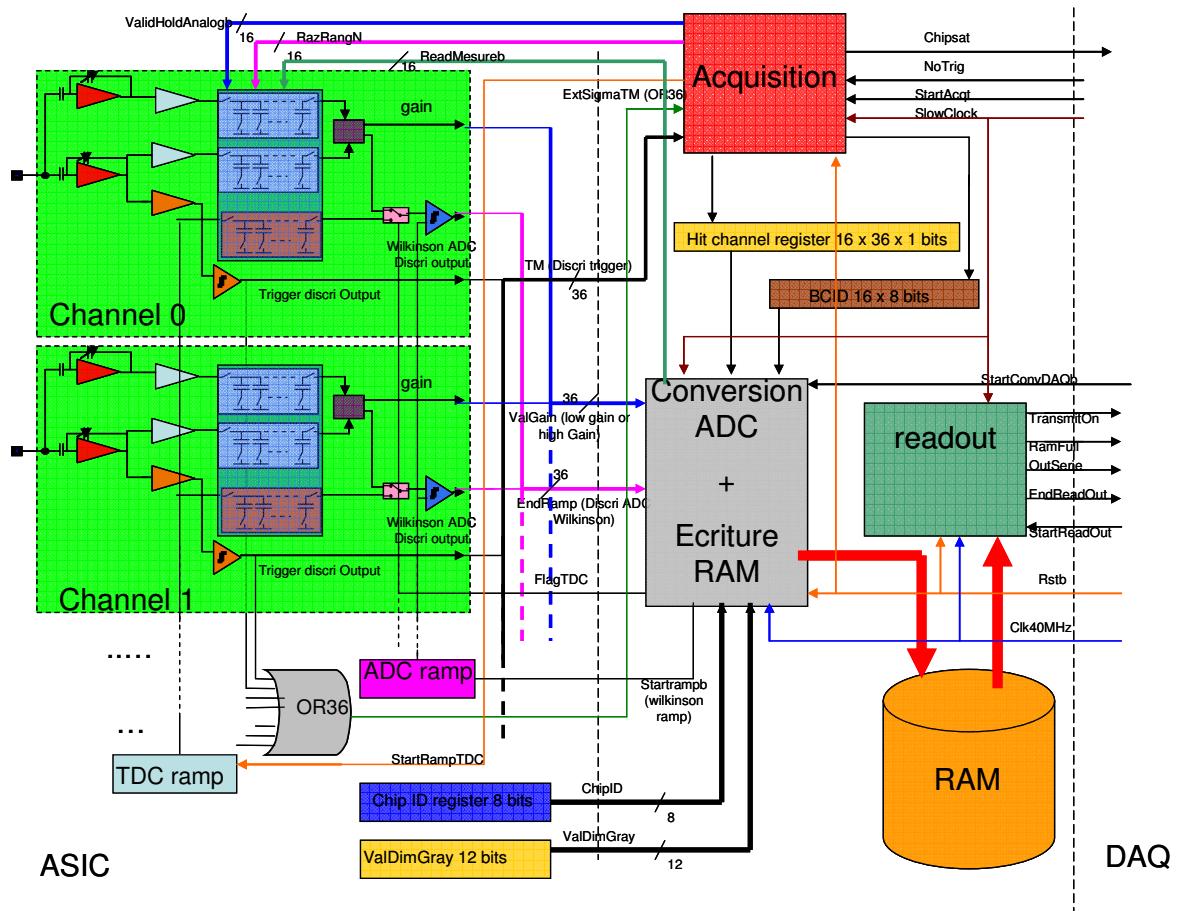 ValidHoldAnalogb
16
RazRangN
16
ReadMesureb
16
Acquisition
Chipsat
NoTrig
StartAcqt
SlowClock
ExtSigmaTM (OR36)
gain
Wilkinson ADC
Discri output
Trigger discri Output
Channel 0
TM (Discri trigger)
36
Hit channel register 16 x 36 x 1 bits
BCID 16 x 8 bits
gain
Wilkinson ADC
Discri output
Trigger discri Output
Channel 1
36
ValGain (low gain or
high Gain)
36
EndRamp (Discri ADC
Wilkinson)
FlagTDC
Conversion
ADC
+
Ecriture
RAM
StartConvDAQb
readout
TransmitOn
RamFull
OutSerie
EndReadOut
StartReadOut
Rstb
Clk40MHz
.....
...
OR36
ADC ramp
Startrampb
(wilkinson
ramp)
TDC ramp
StartRampTDC
Chip ID register 8 bits
ChipID
8
ValDimGray 12 bits
ValDimGray
12
RAM
ASIC
DAQ